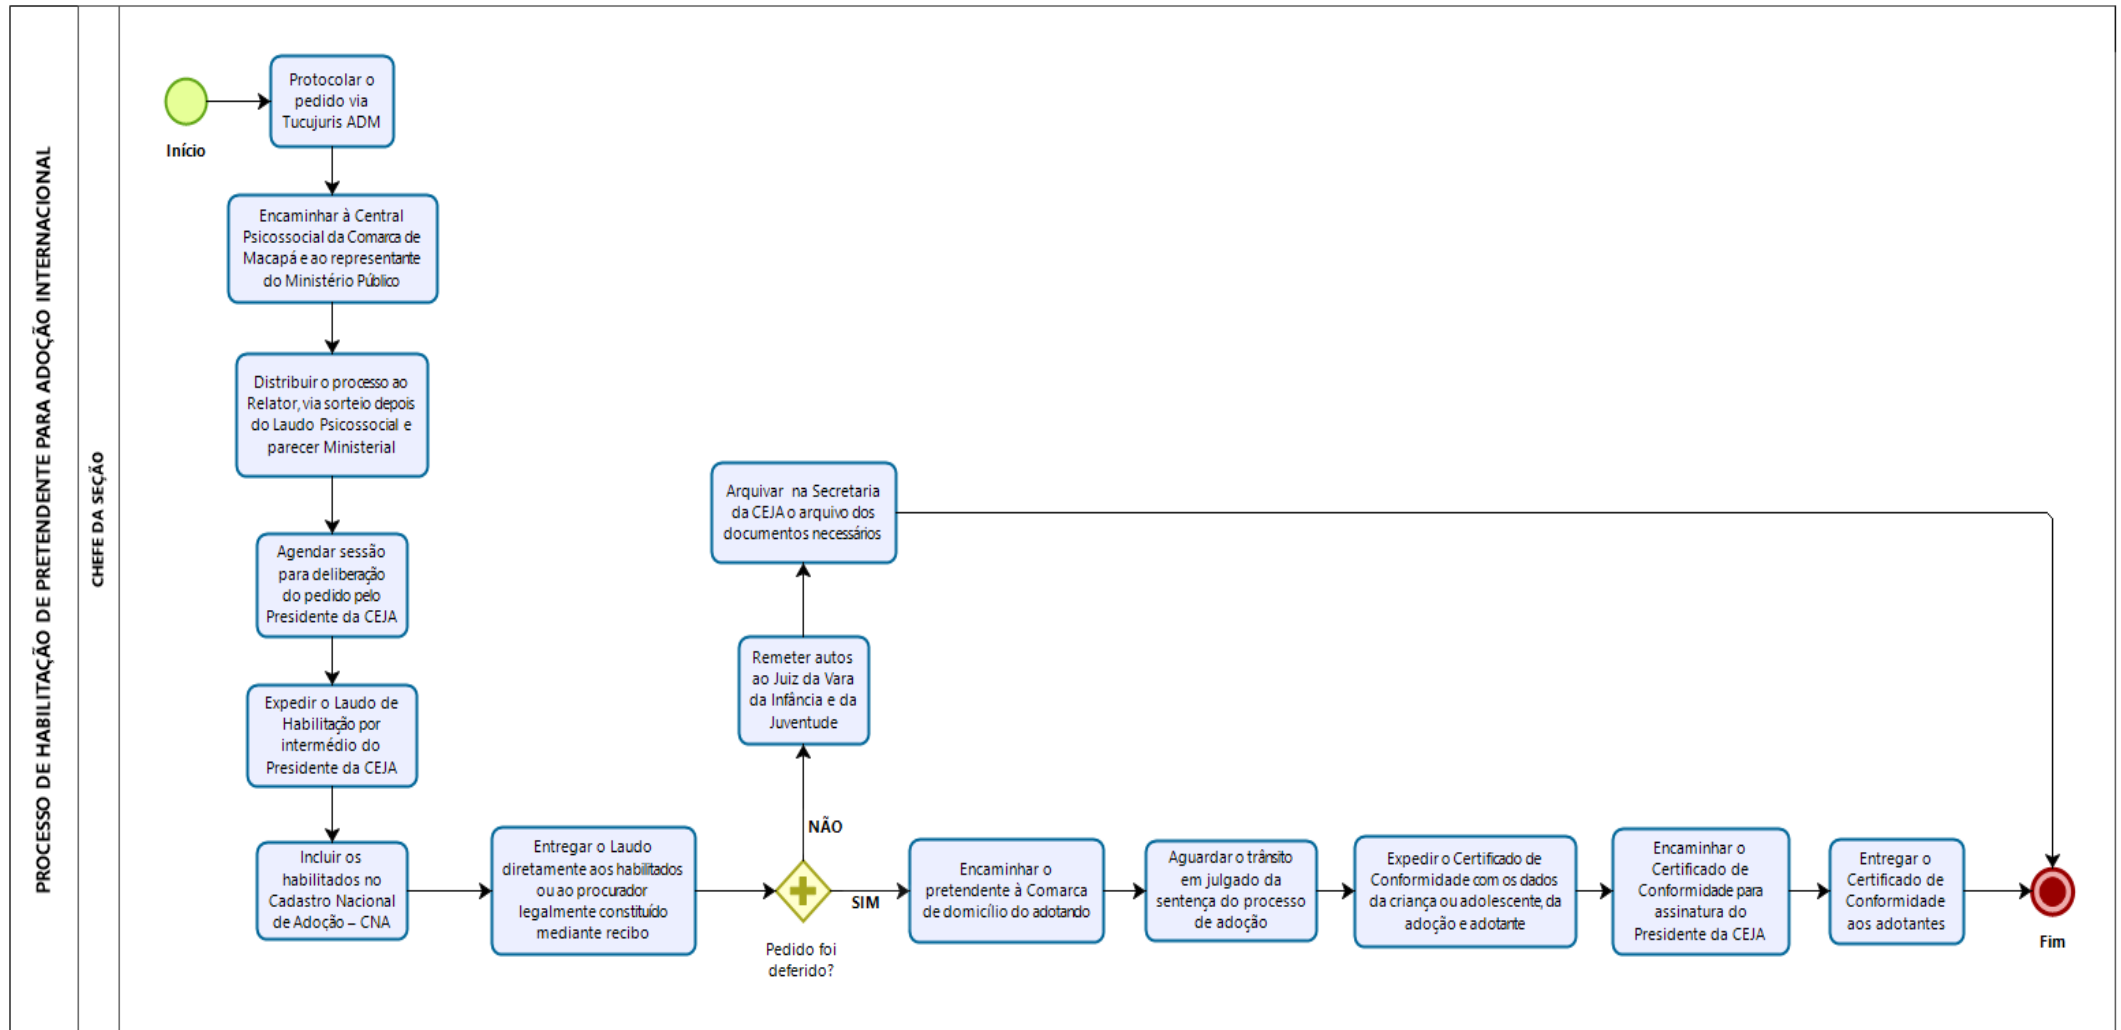 PROCESSO DE HABILITAÇÃO DE PRETENDENTE PARA ADOÇÃO INTERNACIONAL
CHEFE DA SEÇÃO
Início
Protocolar o
pedido via
Tucujuris ADM
Encaminhar à Central
Psicossocial da Comarca de
Macapá e ao representante
do Ministério Público
Distribuir o processo ao
Relator, via sorteio depois
do Laudo Psicossocial e
parecer Ministerial
Agendar sessão
para deliberação
do pedido pelo
Presidente da CEJA
Expedir o Laudo de
Habilitação por
intermédio do
Presidente da CEJA
Incluir os
habilitados no
Cadastro Nacional
de Adoção – CNA
Entregar o Laudo
diretamente aos habilitados
ou ao procurador
legalmente constituído
mediante recibo
Pedido foi
deferido?
NÃO
Remeter autos
ao Juiz da Vara
da Infância e da
Juventude
Arquivar na Secretaria
da CEJA o arquivo dos
documentos necessários
SIM
Encaminhar o
pretendente à Comarca
de domicílio do adotando
Aguardar o trânsito
em julgado da
sentença do processo
de adoção
Expedir o Certificado de
Conformidade com os dados
da criança ou adolescente, da
adoção e adotante
Encaminhar o
Certificado de
Conformidade para
assinatura do
Presidente da CEJA
Entregar o
Certificado de
Conformidade
aos adotantes
Fim